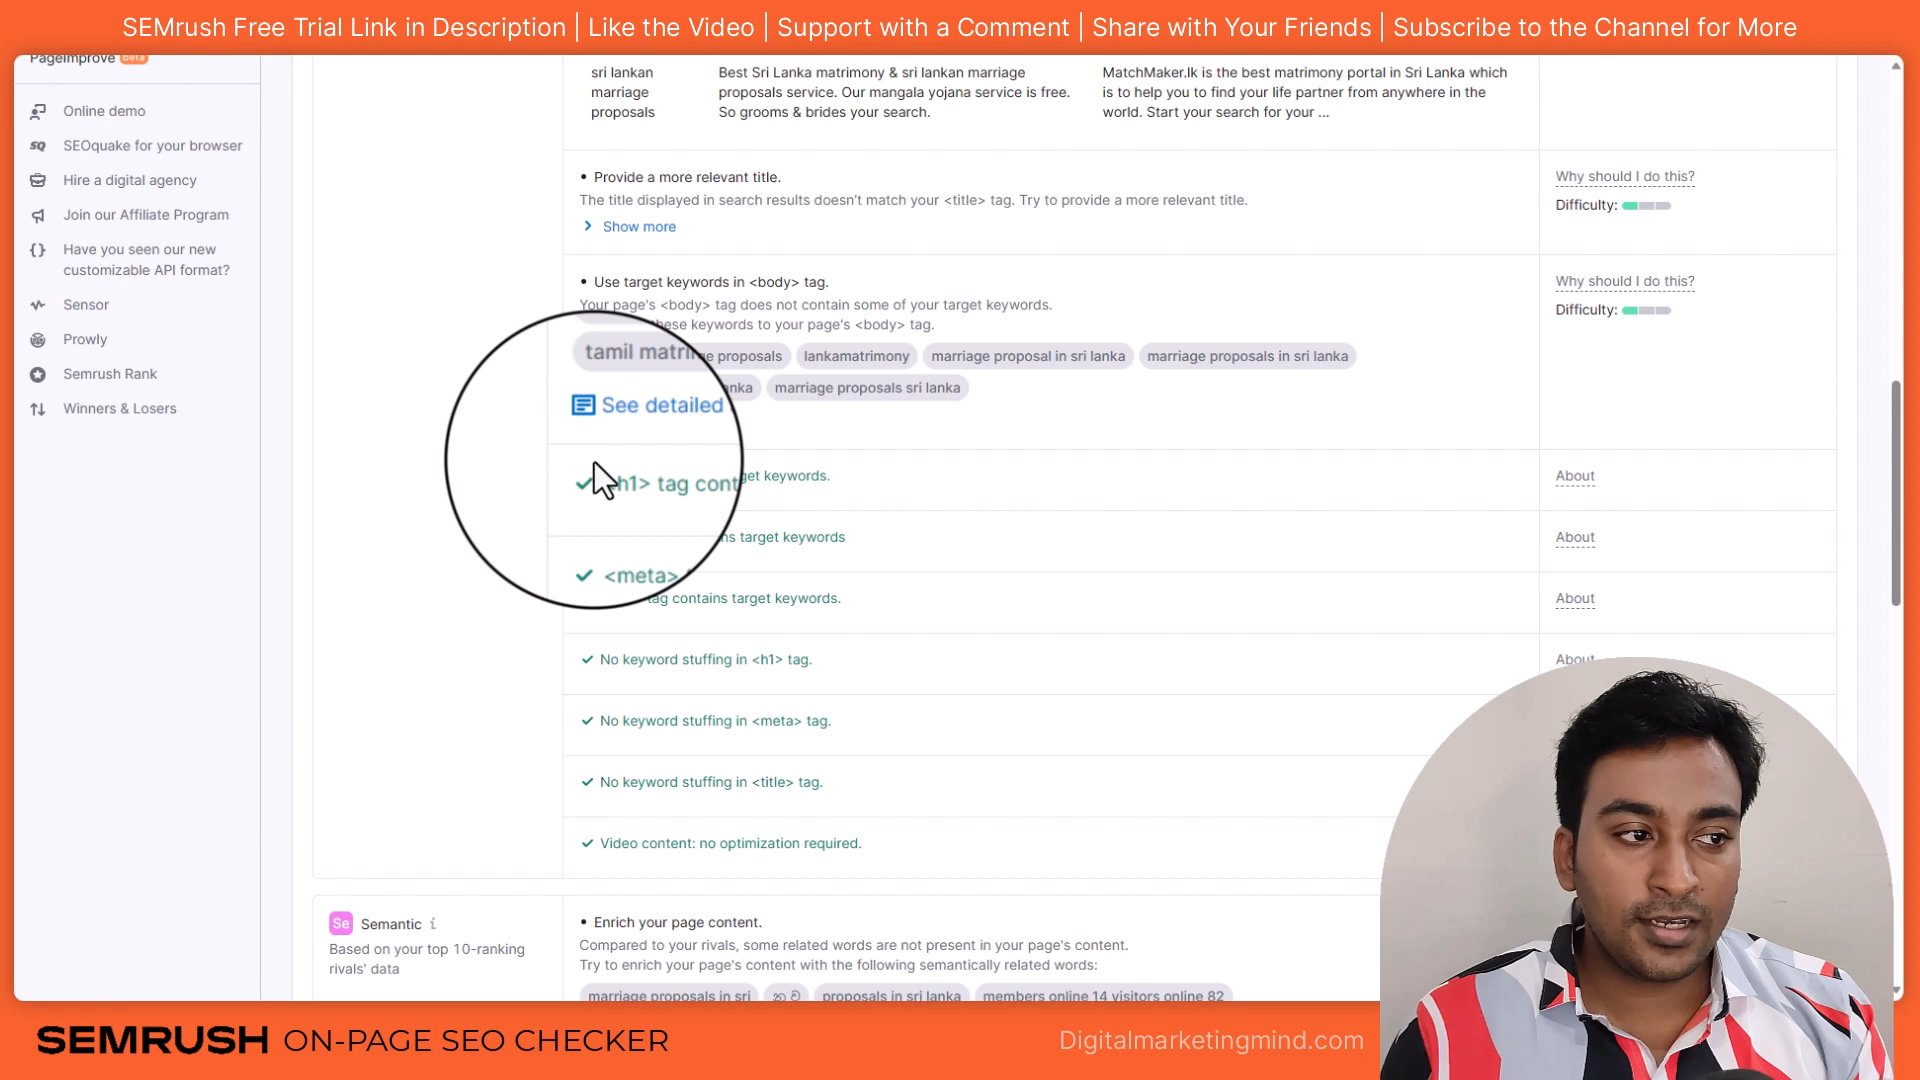 SEMrush Free Trial Link in Description | Like the Video | Support with a Comment | Share with Your Friends | Subscribe to the Channel for More
PageImprove beta
Online demo
SEOquake for your browser
Hire a digital agency
Join our Affiliate Program
Have you seen our new
customizable API format?
Sensor
Prowly
Semrush Rank
Winners & Losers
sri lankan
marriage
proposals
Best Sri Lanka matrimony & sri lankan marriage
proposals service. Our mangala yojana service is free.
So grooms & brides your search.
MatchMaker.lk is the best matrimony portal in Sri Lanka which
is to help you to find your life partner from anywhere in the
world. Start your search for your ...
• Provide a more relevant title.
The title displayed in search results doesn't match your <title> tag. Try to provide a more relevant title.
Show more
Why should I do this?
Difficulty:
• Use target keywords in <body> tag.
Your page's <body> tag does not contain some of your target keywords.
these keywords to your page's <body> tag.
Why should I do this?
Difficulty:
tamil proposals lankamatrimony marriage proposal in sri lanka marriage proposals in sri lanka
marriage proposals sri lanka
See detailed
h1> tag get keywords.
About
target keywords
About
<meta>
tag contains target keywords.
About
No keyword stuffing in <h1> tag.
About
No keyword stuffing in <meta> tag.
No keyword stuffing in <title> tag.
Video content: no optimization required.
Se Semantic i
Based on your top 10-ranking
rivals' data
• Enrich your page content.
Compared to your rivals, some related words are not present in your page's content.
Try to enrich your page's content with the following semantically related words:
marriage proposals in sri proposals in sri lanka members online 14 visitors online 82
SEMRUSH ON-PAGE SEO CHECKER
Digitalmarketingmind.com